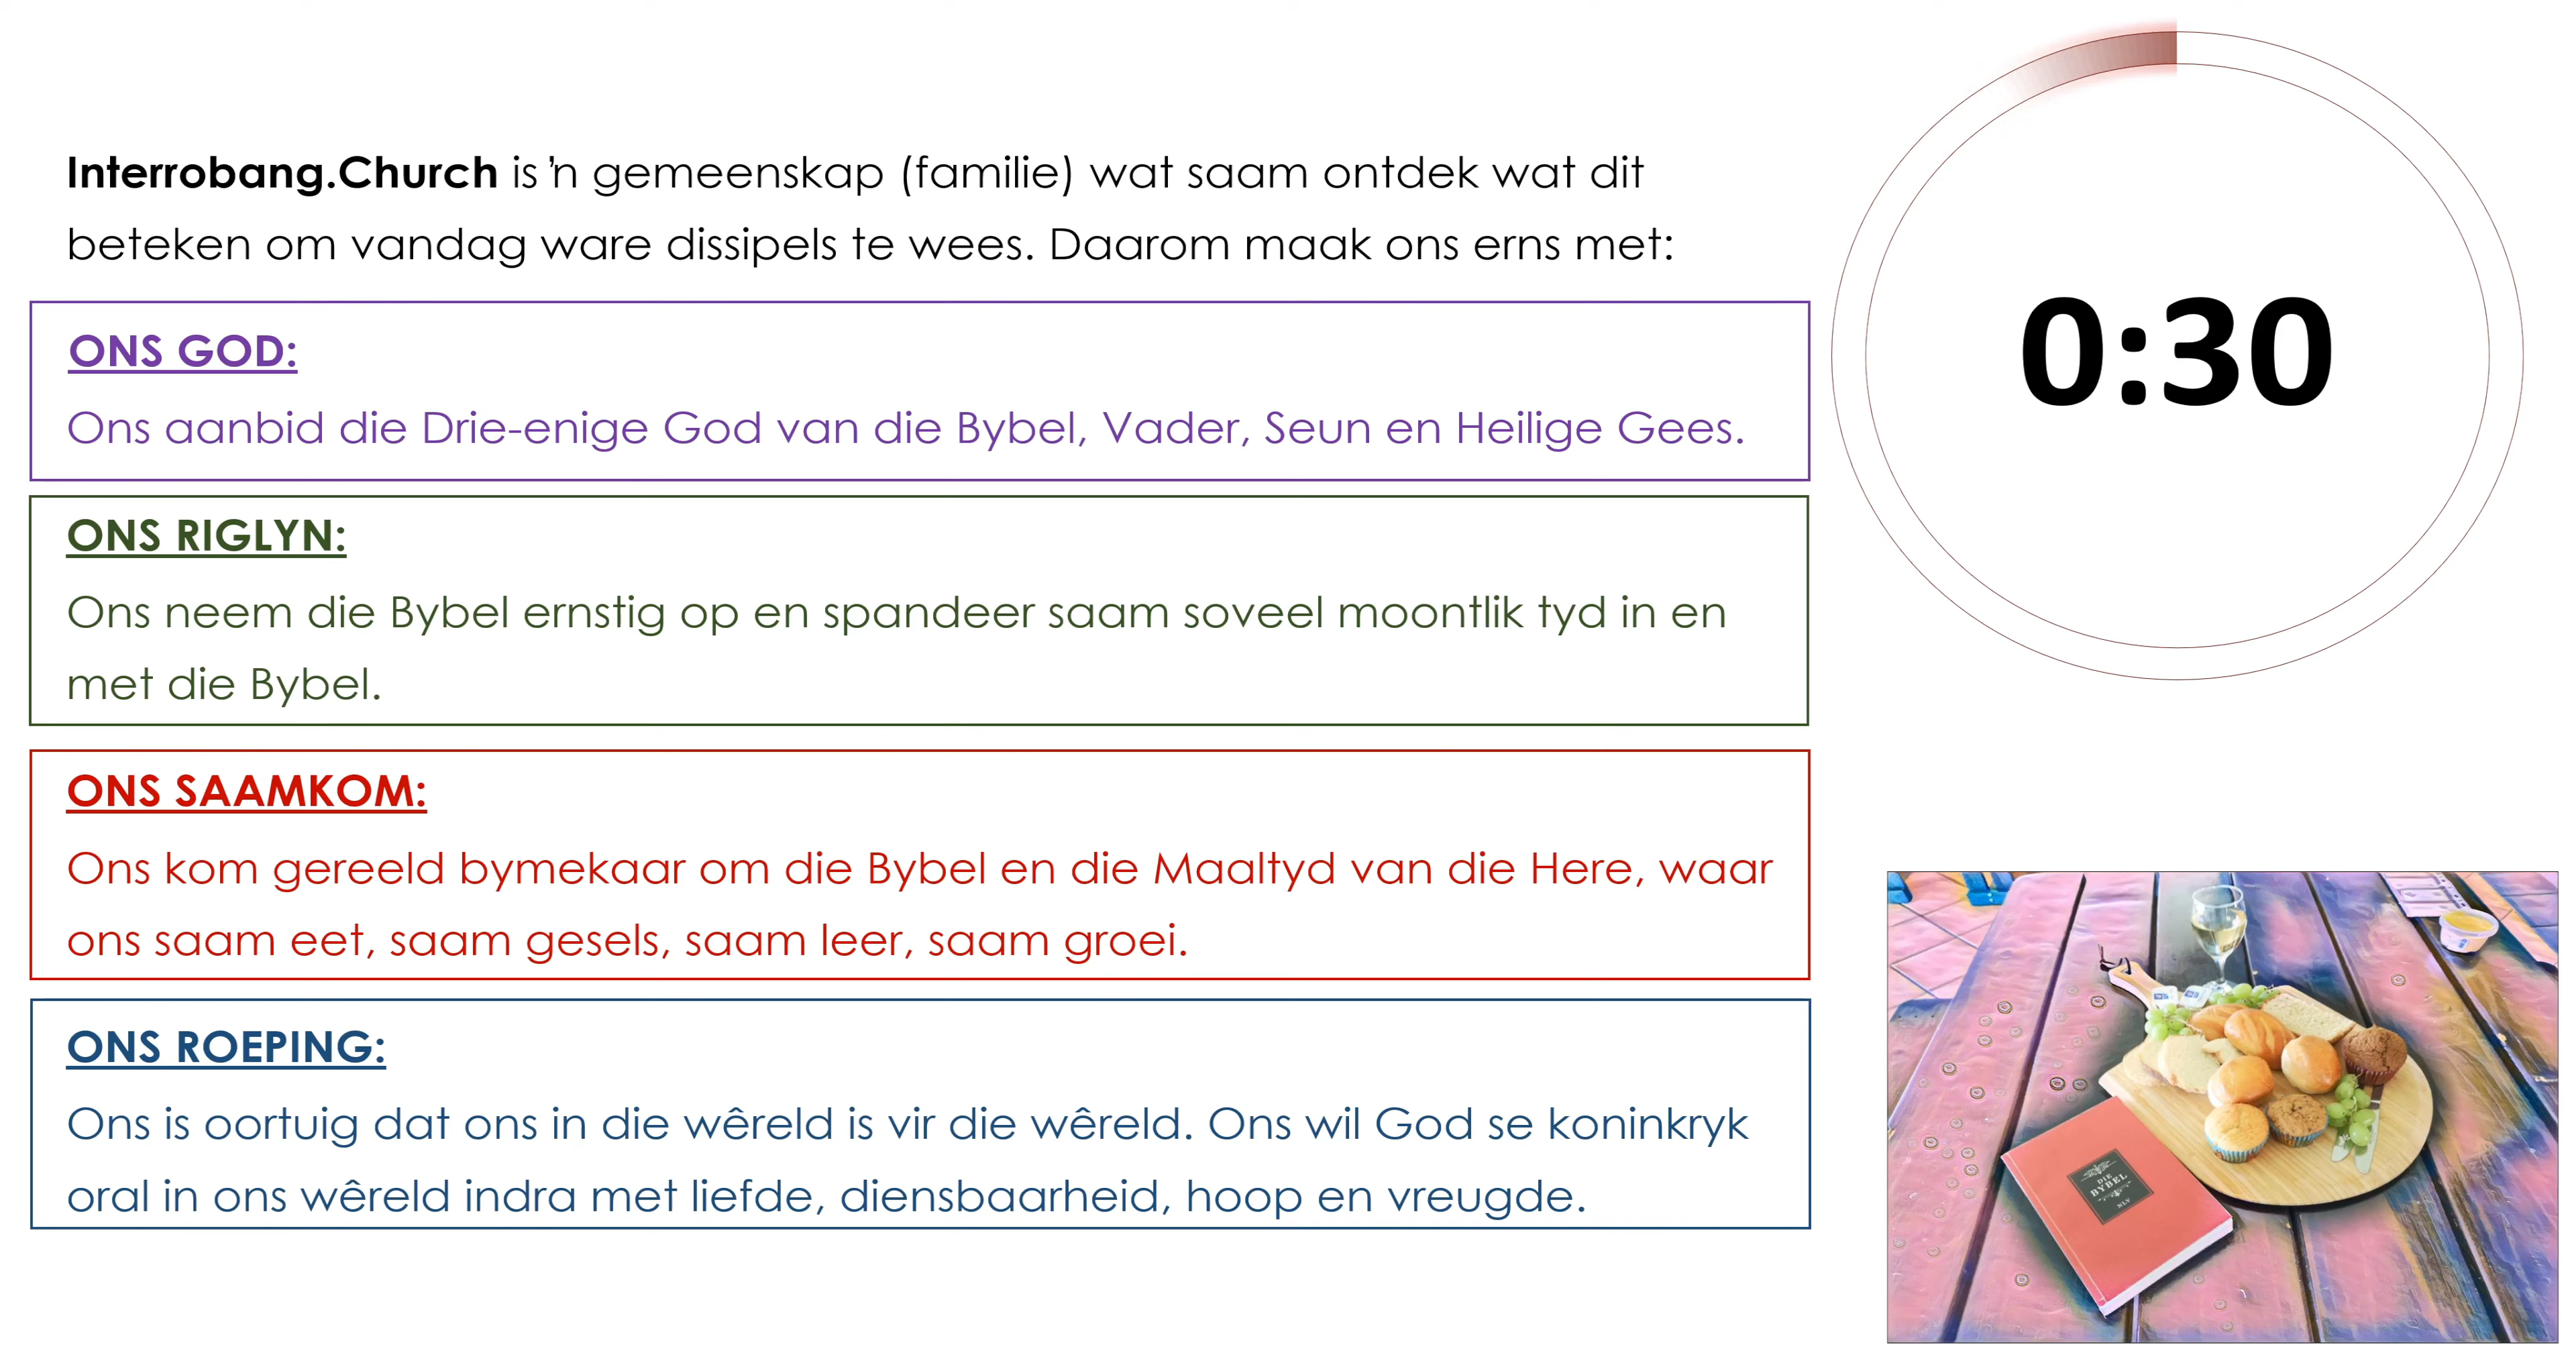 Interrobang.Church is 'n gemeenskap (familie) wat saam ontdek wat dit
beteken om vandag ware dissipels te wees. Daarom maak ons erns met:
ONS GOD:
Ons aanbid die Drie-enige God van die Bybel, Vader, Seun en Heilige Gees.
ONS RIGLYN:
Ons neem die Bybel ernstig op en spandeer saam soveel moontlik tyd in en
met die Bybel.
ONS SAAMKOM:
Ons kom gereeld bymekaar om die Bybel en die Maaltyd van die Here, waar
ons saam eet, saam gesels, saam leer, saam groei.
ONS ROEPING:
Ons is oortuig dat ons in die wêreld is vir die wêreld. Ons wil God se koninkryk
oral in ons wêreld indra met liefde, diensbaarheid, hoop en vreugde.
0:30
DIE
BYBEL
NLV